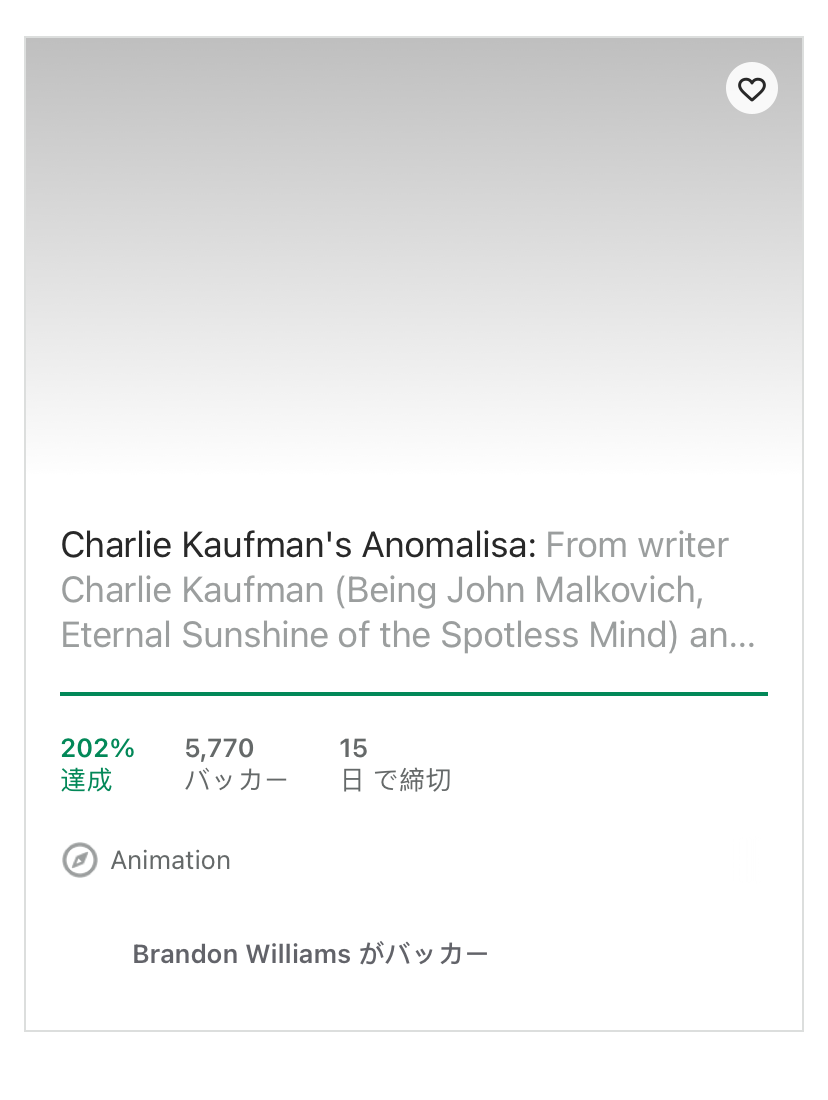 Charlie Kaufman's Anomalisa: From writer
Charlie Kaufman (Being John Malkovich,
Eternal Sunshine of the Spotless Mind) an...
202% 5,770 15
達成 バッカー 日 で締切
Animation
Brandon Williams がバッカー